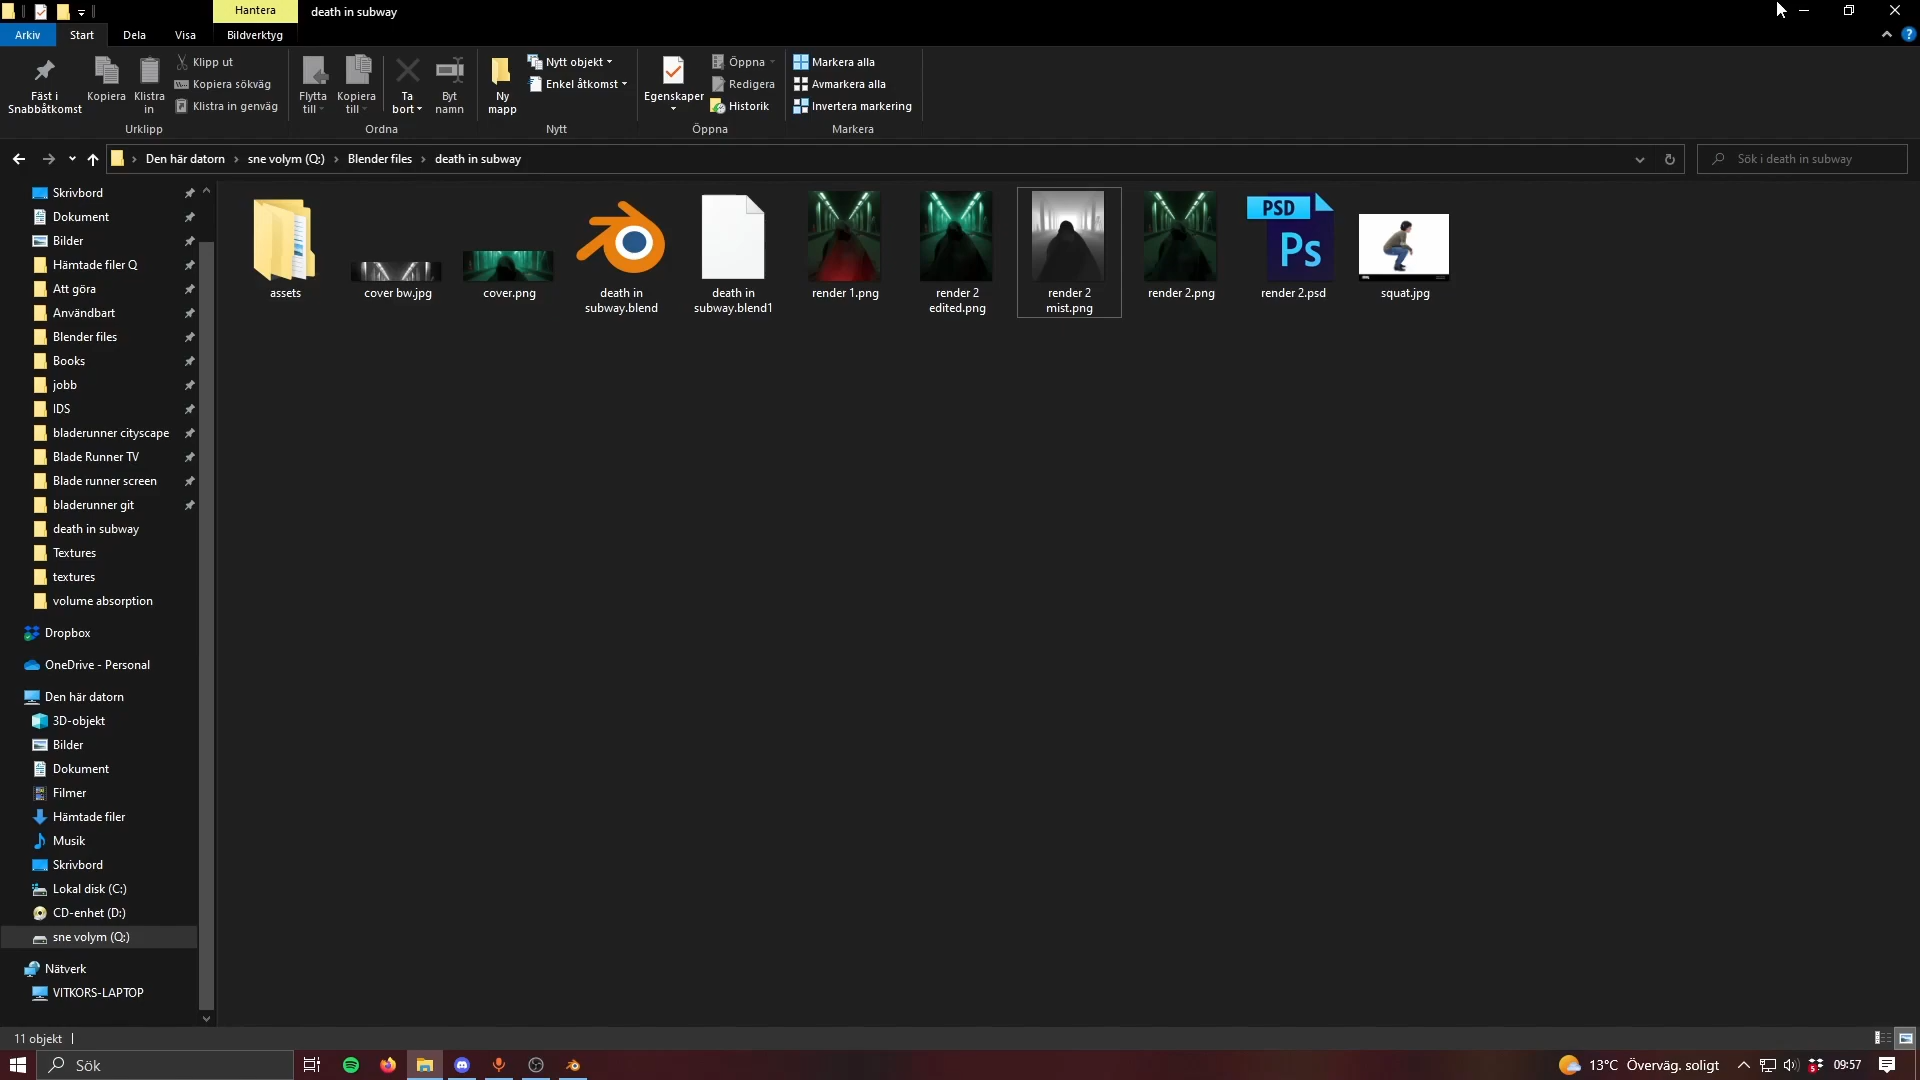 Hantera
death in subway
Arkiv
Start
Dela
Visa
Bildverktyg
Fäst i
Snabbåtkomst
Kopiera
Klistra
in
Klipp ut
Kopiera sökväg
Klistra in genväg
Urklipp
Flytta
till
Kopiera
till
Ta
bort
Byt
namn
Ordna
Ny
mapp
Nytt objekt
Enkel åtkomst
Nytt
Egenskaper
Öppna
Redigera
Historik
Öppna
Markera alla
Avmarkera alla
Invertera markering
Markera
Den här datorn
sne volym (Q:)
Blender files
death in subway
Sök i death in subway
Skrivbord
Dokument
Bilder
Hämtade filer Q
Att göra
Användbart
Blender files
Books
jobb
IDS
bladerunner cityscape
Blade Runner TV
Blade runner screen
bladerunner git
death in subway
Textures
textures
volume absorption
Dropbox
OneDrive - Personal
Den här datorn
3D-objekt
Bilder
Dokument
Filmer
Hämtade filer
Musik
Skrivbord
Lokal disk (C:)
CD-enhet (D:)
sne volym (Q:)
Nätverk
VITKORS-LAPTOP
assets
cover bw.jpg
cover.png
death in
subway.blend
death in
subway.blend1
render 1.png
render 2
edited.png
render 2
mist.png
render 2.png
PSD
Ps
render 2.psd
squat.jpg
11 objekt
Sök
13°C Överväg. soligt
09:57